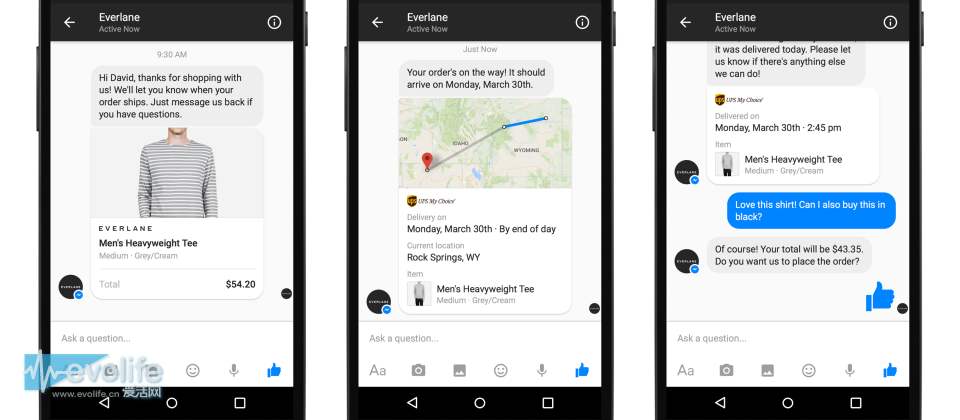 Everlane
Active Now
9:30 AM
Hi David, thanks for shopping with
us! We'll let you know when your
order ships. Just message us back if
you have questions.
EVERLANE
Men's Heavyweight Tee
Medium · Grey/Cream
Total $54.20
EVERLANE
Ask a question...
evolife
www.evolife.cn 爱活网
Everlane
Active Now
Just Now
Your order's on the way! It should
arrive on Monday, March 30th.
IDAHO
WYOMING
ups UPS My Choice®
Delivery on
Monday, March 30th · By end of day
Current location
Rock Springs, WY
Item
Men's Heavyweight Tee
Medium · Grey/Cream
EVERLANE
Ask a question...
Aa
Everlane
Active Now
it was delivered today. Please let
us know if there's anything else
we can do!
ups UPS My Choice®
Delivered on
Monday, March 30th · 2:45 pm
Item
Men's Heavyweight Tee
Medium · Grey/Cream
EVERLANE
Love this shirt! Can I also buy this in
black?
Of course! Your total will be $43.35.
Do you want us to place the order?
EVERLANE
Ask a question...
Aa